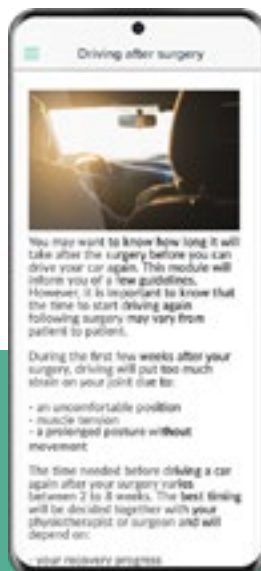 Driving after surgery
You may want to know how long it will
take after the surgery before you can
drive your car again. This module will
inform you of a few guidelines.
However, it is important to know that
the time to start driving again
following surgery may vary from
patient to patient.
During the first few weeks after your
surgery, driving will put too much
strain on your joint due to:
- an uncomfortable position
- muscle tension
- a prolonged posture without
movement
The time needed before driving a car
again after your surgery varies
between 2 to 8 weeks. The best timing
will be decided together with your
physiotherapist or surgeon and will
depend on:
- your recovery progress